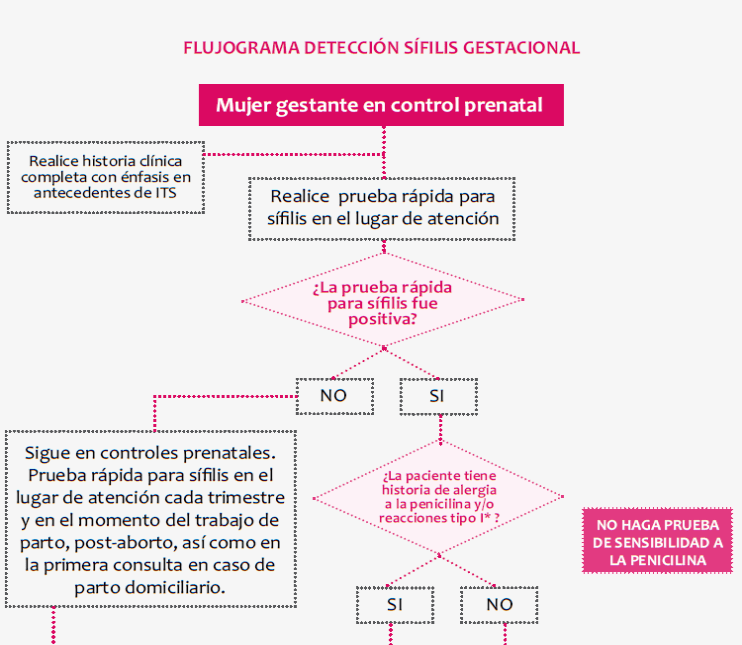 FLUJOGRAMA DETECCIÓN SÍFILIS GESTACIONAL
Mujer gestante en control prenatal
Realice historia clínica
completa con énfasis en
antecedentes de ITS
Realice prueba rápida para
sífilis en el lugar de atención
¿La prueba rápida
para sífilis fue
positiva?
NO
SI
Sigue en controles prenatales.
Prueba rápida para sífilis en el
lugar de atención cada trimestre
y en el momento del trabajo de
parto, post-aborto, así como en
la primera consulta en caso de
parto domiciliario.
¿La paciente tiene
historia de alergia
a la penicilina y/o
reacciones tipo I* ?
NO HAGA PRUEBA
DE SENSIBILIDAD A
LA PENICILINA
SI
NO